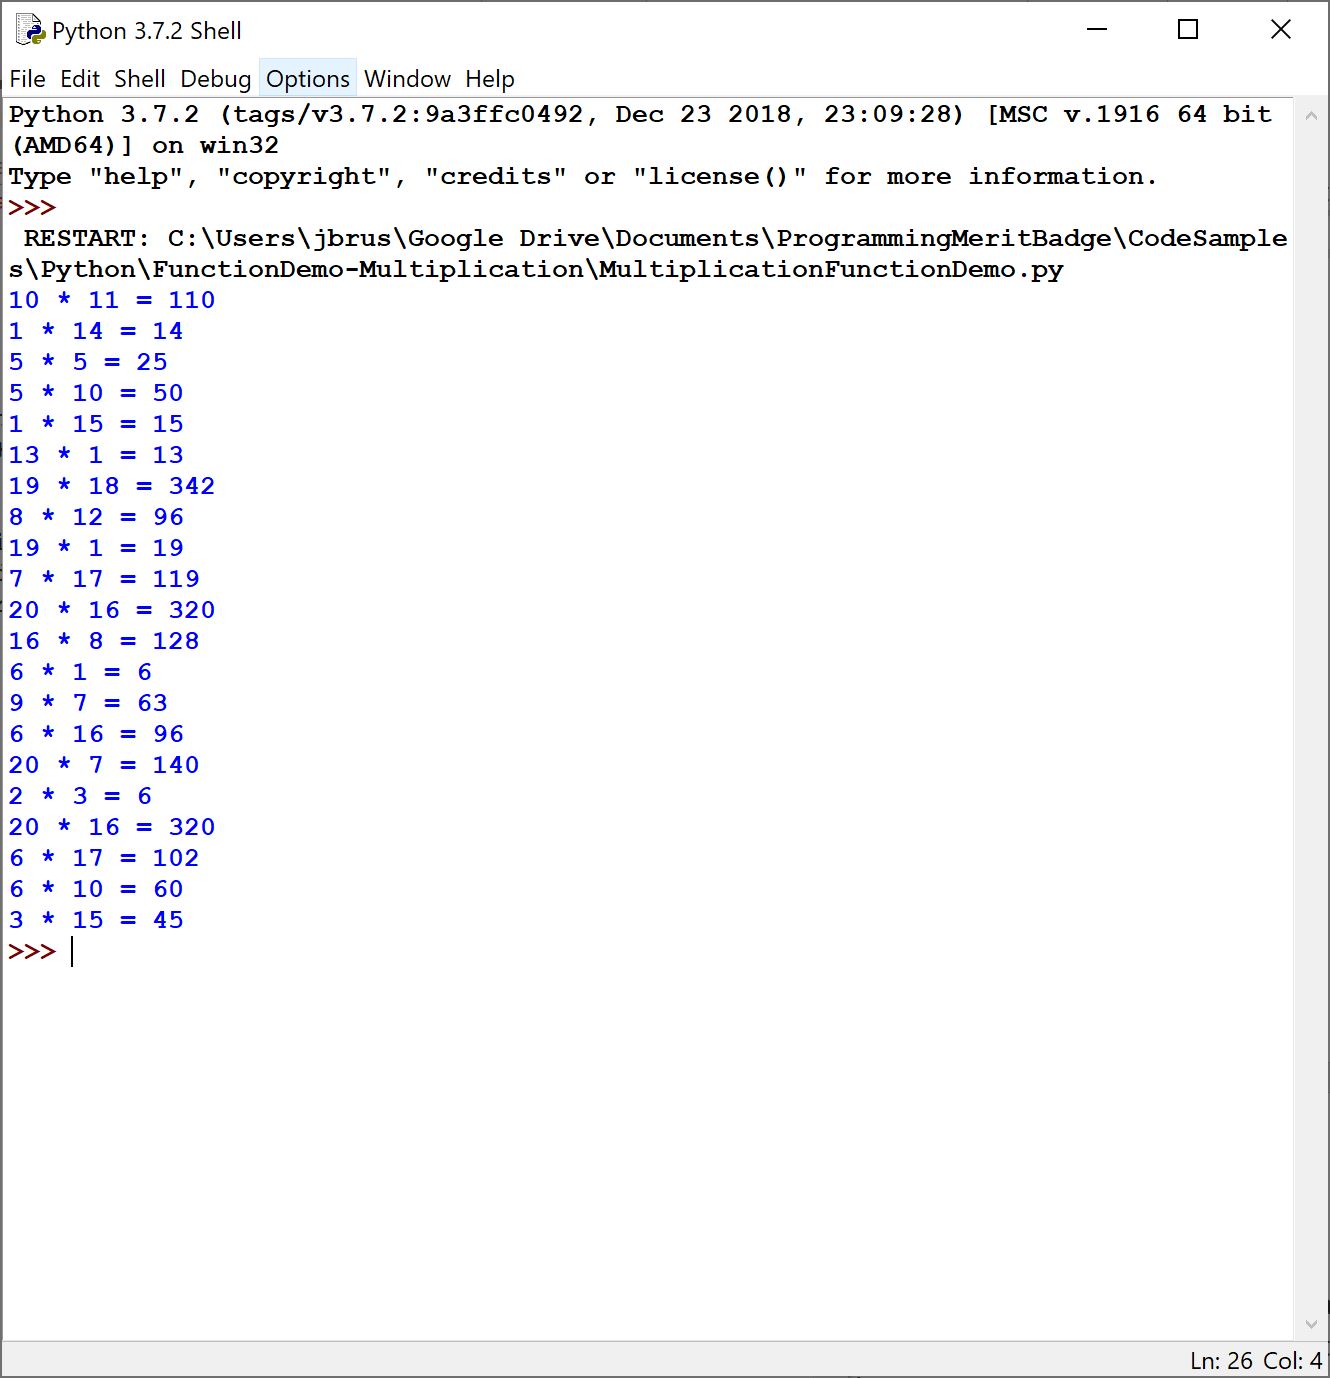 Python 3.7.2 Shell
File Edit Shell Debug Options Window Help
Python 3.7.2 (tags/v3.7.2:9a3ffc0492, Dec 23 2018, 23:09:28) [MSC v.1916 64 bit
(AMD64)] on win32
Type "help", "copyright", "credits" or "license()" for more information.
>>>
RESTART: C:\Users\jbrus\Google Drive\Documents\ProgrammingMeritBadge\CodeSample
s\Python\FunctionDemo-Multiplication\MultiplicationFunctionDemo.py
10 * 11 = 110
1 * 14 = 14
5 * 5 = 25
5 * 10 = 50
1 * 15 = 15
13 * 1 = 13
19 * 18 = 342
8 * 12 = 96
19 * 1 = 19
7 * 17 = 119
20 * 16 = 320
16 * 8 = 128
6 * 1 = 6
9 * 7 = 63
6 * 16 = 96
20 * 7 = 140
2 * 3 = 6
20 * 16 = 320
6 * 17 = 102
6 * 10 = 60
3 * 15 = 45
>>>
Ln: 26 Col: 4